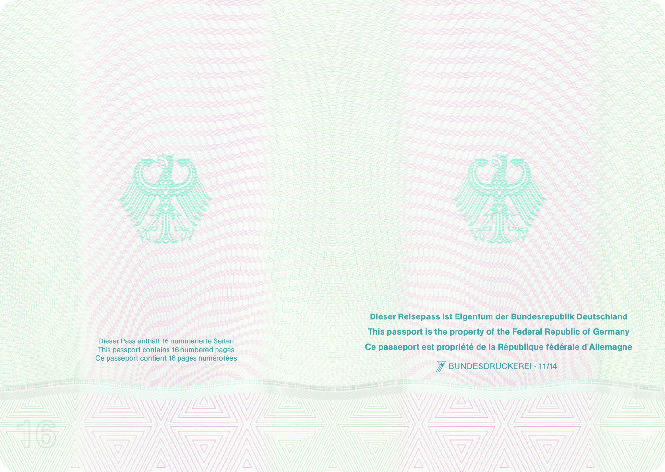 Dieser Pass enthält 16 nummerierte Seiten
This passport contains 16 numbered pages
Ce passeport contient 16 pages numérotées
Dieser Reisepass ist Eigentum der Bundesrepublik Deutschland
This passport is the property of the Federal Republic of Germany
Ce passeport est propriété de la République fédérale d'Allemagne
BUNDESDRUCKEREI · 11/14
16